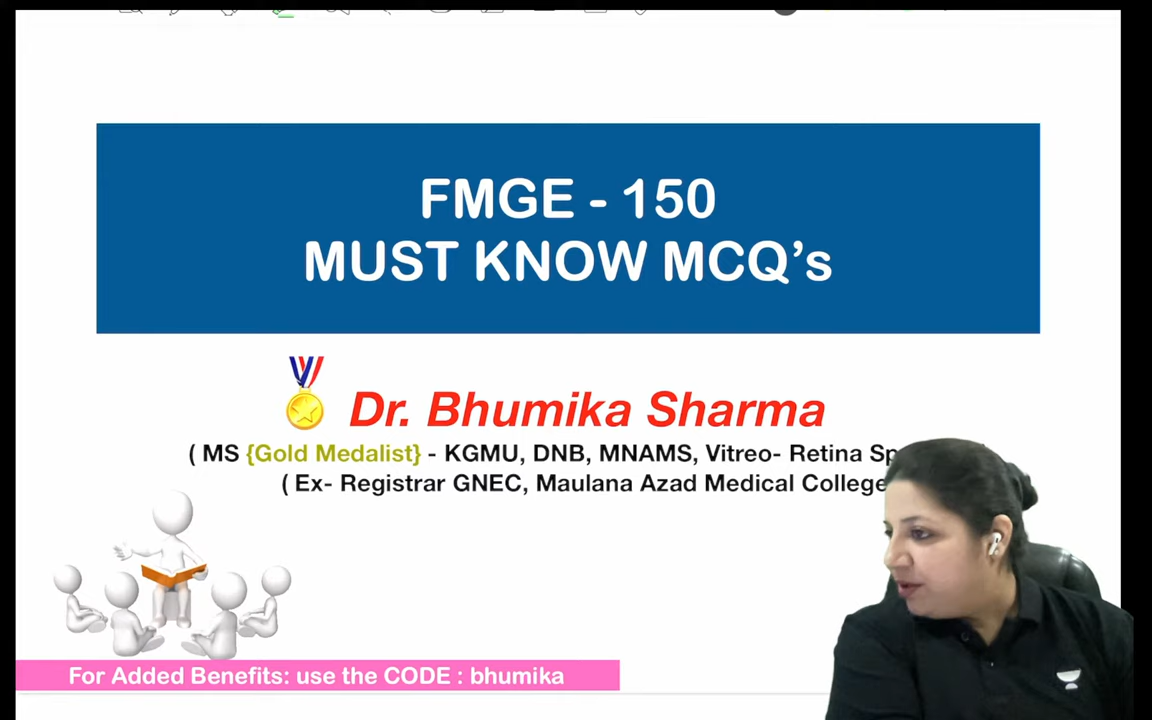 FMGE - 150
MUST KNOW MCQ's
Dr. Bhumika Sharma
( MS {Gold Medalist} - KGMU, DNB, MNAMS, Vitreo- Retina
( Ex- Registrar GNEC, Maulana Azad Medical College
For Added Benefits: use the CODE : bhumika